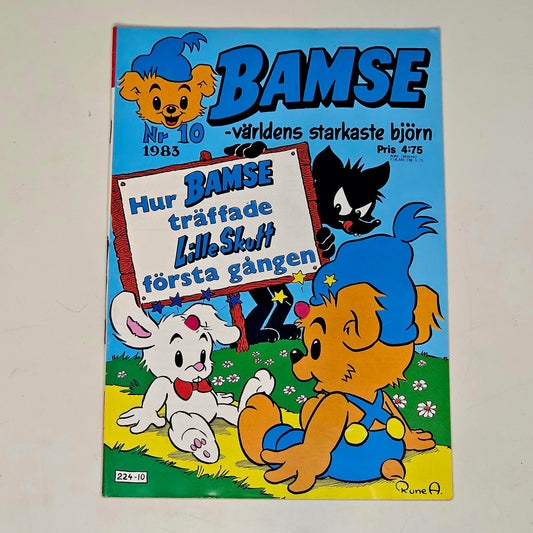 BAMSE
-världens starkaste björn
Nr 10
1983
Pris 4:75
Hur BAMSE
träffade
Lille Skutt
första gången
224-10
Rune A.